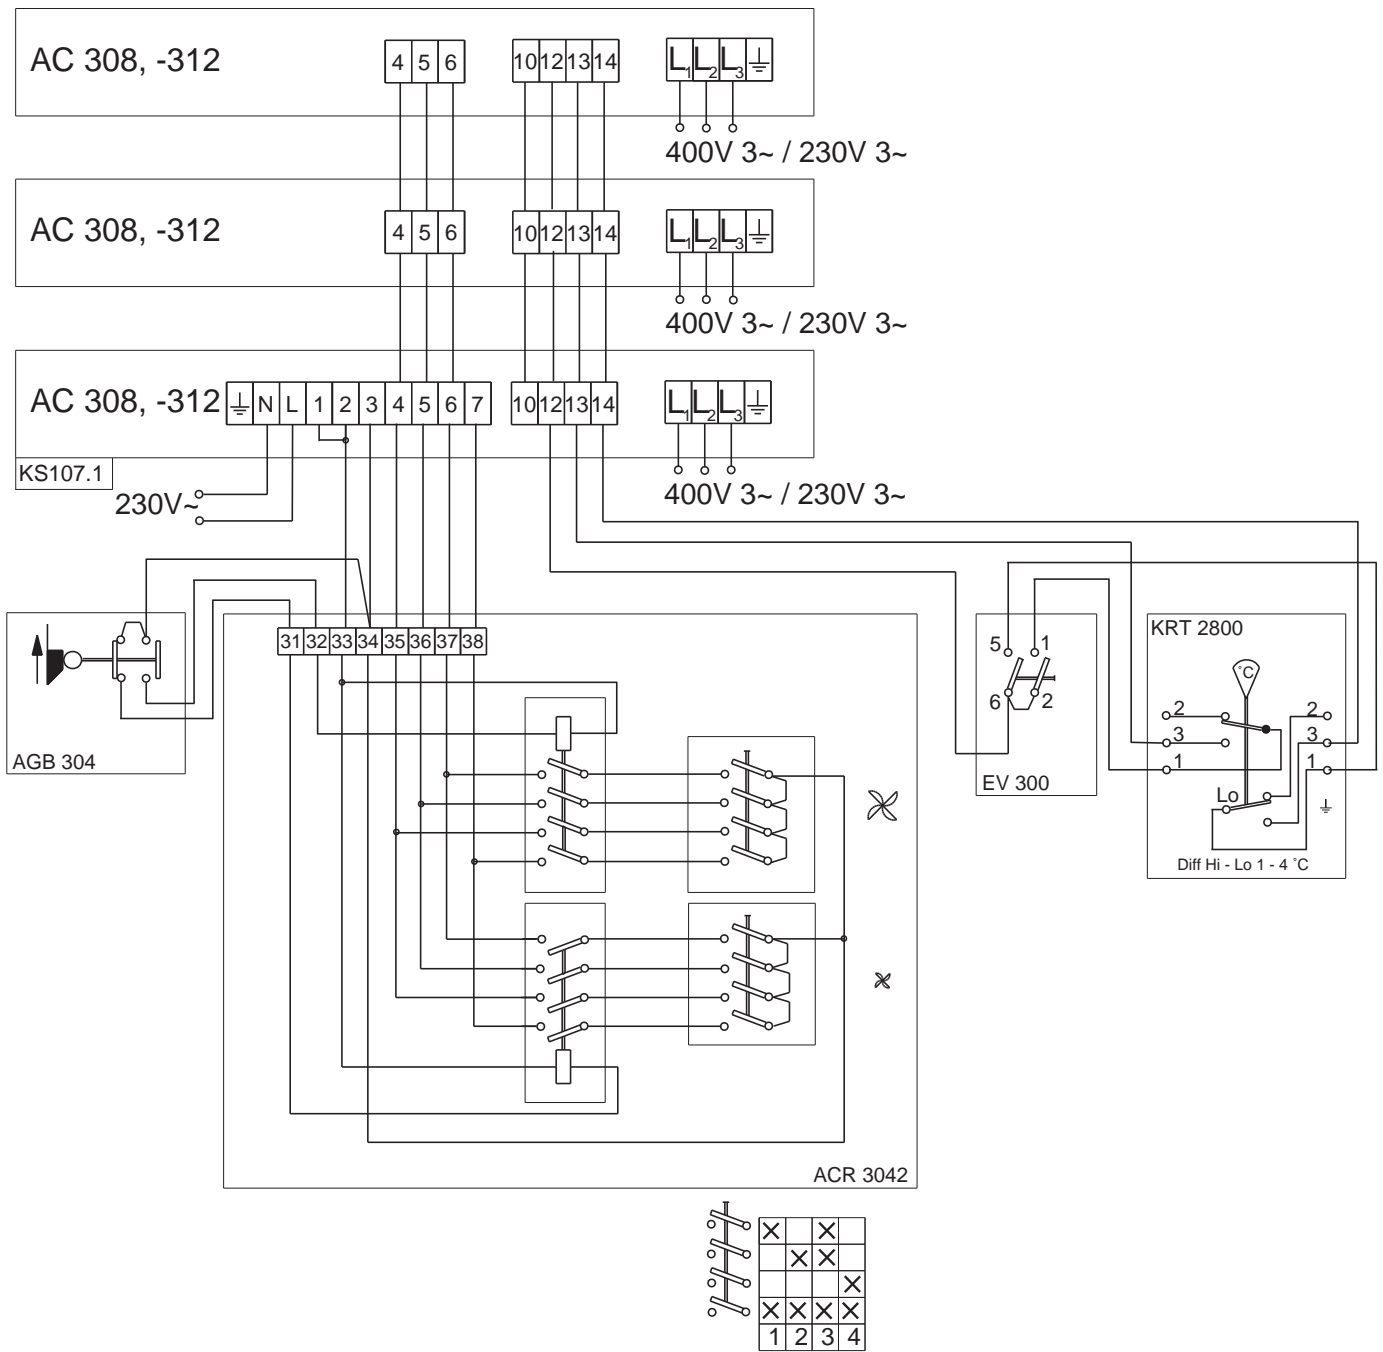 AC 308, -312
4 5 6
10 12 13 14
L1 L2 L3
400V 3~ / 230V 3~
AC 308, -312
4 5 6
10 12 13 14
L1 L2 L3
400V 3~ / 230V 3~
AC 308, -312
N L 1 2 3 4 5 6 7
10 12 13 14
L1 L2 L3
KS107.1
230V~
400V 3~ / 230V 3~
AGB 304
31 32 33 34 35 36 37 38
ACR 3042
5 1
6 2
EV 300
KRT 2800
°C
2
3
1
2
3
1
Lo
Diff Hi - Lo 1 - 4 °C
X X
X X
X
X X X X
1 2 3 4